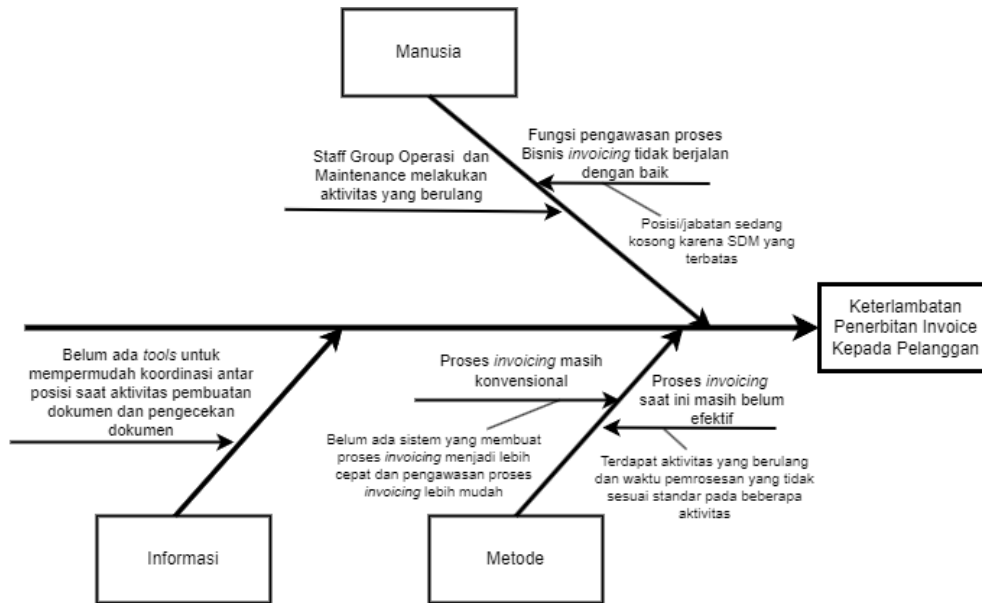 Manusia
Fungsi pengawasan proses
Bisnis invoicing tidak berjalan
dengan baik
Staff Group Operasi dan
Maintenance melakukan
aktivitas yang berulang
Posisi/jabatan sedang
kosong karena SDM yang
terbatas
Keterlambatan
Penerbitan Invoice
Kepada Pelanggan
Belum ada tools untuk
mempermudah koordinasi antar
posisi saat aktivitas pembuatan
dokumen dan pengecekan
dokumen
Proses invoicing masih
konvensional
Proses invoicing
saat ini masih belum
efektif
Belum ada sistem yang membuat
proses invoicing menjadi lebih
cepat dan pengawasan proses
invoicing lebih mudah
Terdapat aktivitas yang berulang
dan waktu pemrosesan yang tidak
sesuai standar pada beberapa
aktivitas
Informasi
Metode